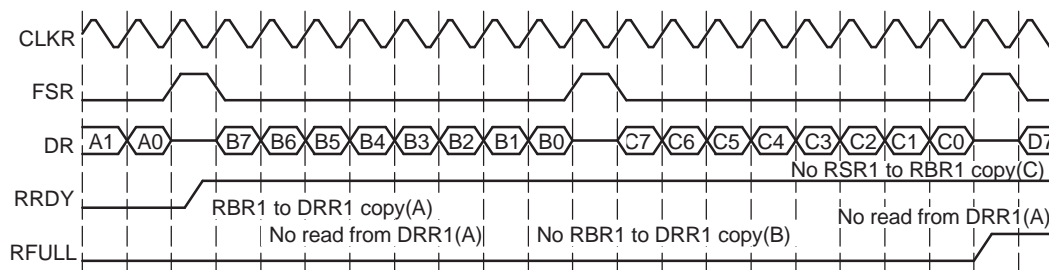 CLKR
FSR
DR A1 A0 B7 B6 B5 B4 B3 B2 B1 B0 C7 C6 C5 C4 C3 C2 C1 C0 D7
No RSR1 to RBR1 copy(C)
RRDY
RBR1 to DRR1 copy(A)
No read from DRR1(A)
No read from DRR1(A) No RBR1 to DRR1 copy(B)
RFULL